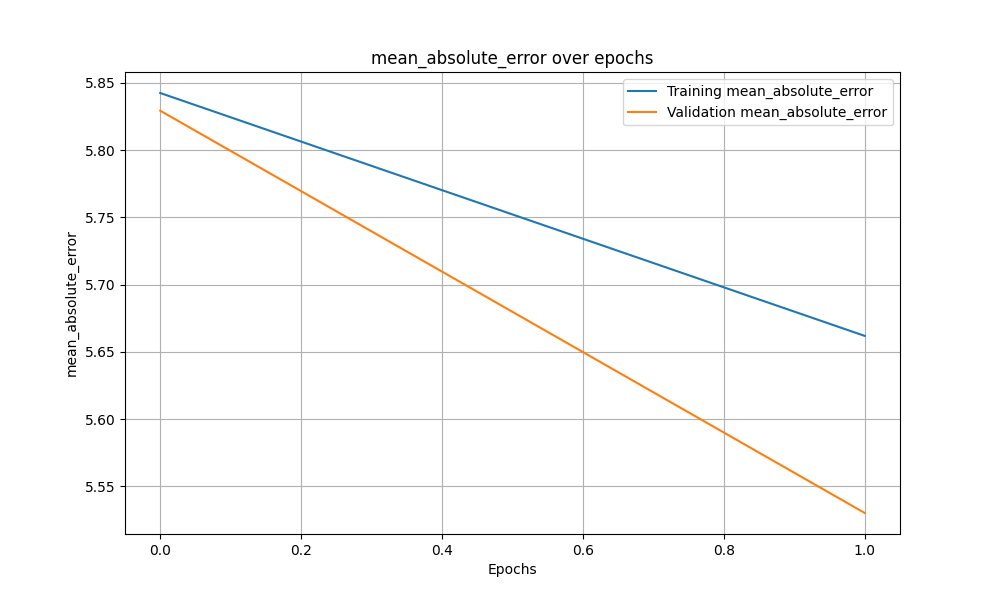 mean_absolute_error over epochs
Training mean_absolute_error
Validation mean_absolute_error
mean_absolute_error
5.85
5.80
5.75
5.70
5.65
5.60
5.55
0.0
0.2
0.4
0.6
0.8
1.0
Epochs